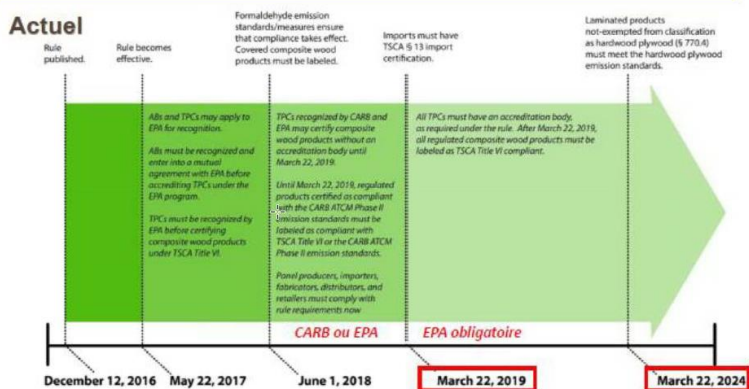 Actuel
Rule
published.
Rule becomes
effective.
Formaldehyde emission
standards/measures ensure
that compliance takes effect.
Covered composite wood
products must be labeled.
Imports must have
TSCA § 13 import
certification.
Laminated products
not-exempted from classification
as hardwood plywood (§ 770.4)
must meet the hardwood plywood
emission standards.
ABs and TPCs may apply to
EPA for recognition.
ABs must be recognized and
enter into a mutual
agreement with EPA before
accrediting TPCs under the
EPA program.
TPCs must be recognized by
EPA before certifying
composite wood products
under TSCA Title VI.
TPCs recognized by CARB and
EPA may certify composite
wood products without an
accreditation body until
March 22, 2019.
Until March 22, 2019, regulated
products certified as compliant
with the CARB ATCM Phase II
Emission standards must be
labeled as compliant with
TSCA Title VI or the CARB ATCM
Phase II emission standards.
Panel producers, importers,
fabricators, distributors, and
retailers must comply with
rule requirements now
All TPCs must have an accreditation body,
as required under the rule. After March 22, 2019,
all regulated composite wood products must be
labeled as TSCA Title VI compliant.
CARB ou EPA
EPA obligatoire
December 12, 2016
May 22, 2017
June 1, 2018
March 22, 2019
March 22, 2024